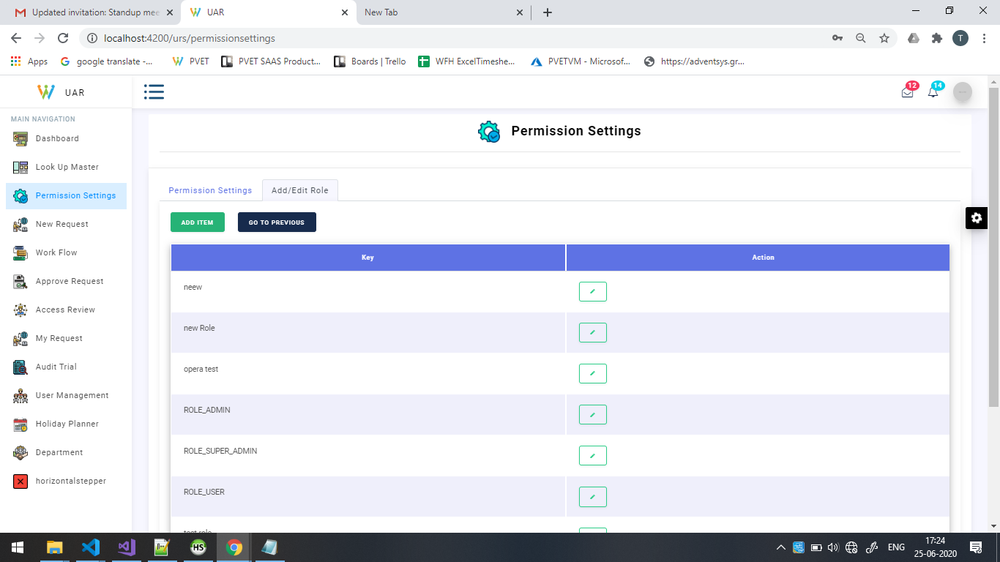 Updated invitation: Standup mee
UAR
New Tab
localhost:4200/urs/permissionsettings
T
Apps
google translate -...
PVET
PVET SAAS Product...
Boards | Trello
WFH ExcelTimeshe...
PVETVM - Microsof...
https://adventsys.gr...
UAR
12
14
MAIN NAVIGATION
Dashboard
Look Up Master
Permission Settings
New Request
Work Flow
Approve Request
Access Review
My Request
Audit Trial
User Management
Holiday Planner
Department
horizontalstepper
Permission Settings
Permission Settings
Add/Edit Role
ADD ITEM
GO TO PREVIOUS
Key
Action
neew
new Role
opera test
ROLE_ADMIN
ROLE_SUPER_ADMIN
ROLE_USER
test role
HS
ENG
17:24
25-06-2020